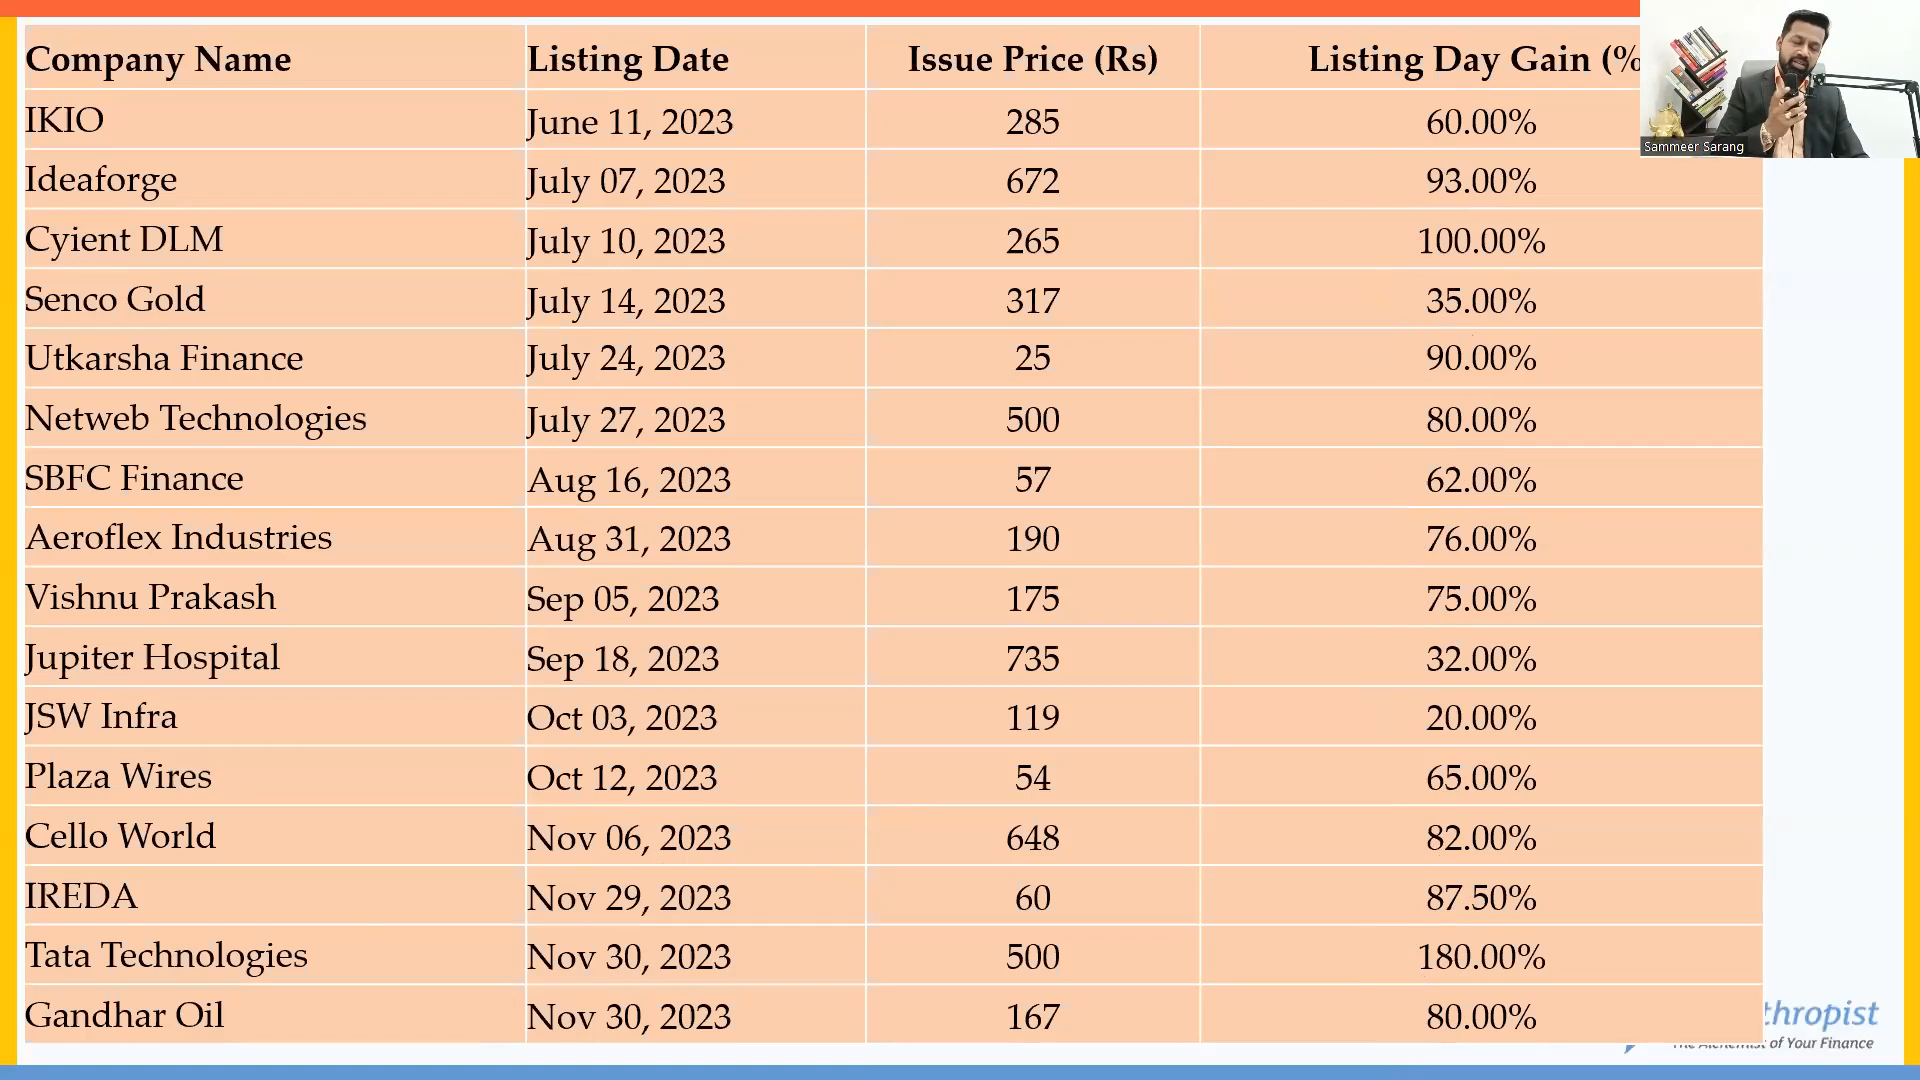 Company Name Listing Date Issue Price (Rs) Listing Day Gain (%
IKIO June 11, 2023 285 60.00%
Ideaforge July 07, 2023 672 93.00%
Cyient DLM July 10, 2023 265 100.00%
Senco Gold July 14, 2023 317 35.00%
Utkarsha Finance July 24, 2023 25 90.00%
Netweb Technologies July 27, 2023 500 80.00%
SBFC Finance Aug 16, 2023 57 62.00%
Aeroflex Industries Aug 31, 2023 190 76.00%
Vishnu Prakash Sep 05, 2023 175 75.00%
Jupiter Hospital Sep 18, 2023 735 32.00%
JSW Infra Oct 03, 2023 119 20.00%
Plaza Wires Oct 12, 2023 54 65.00%
Cello World Nov 06, 2023 648 82.00%
IREDA Nov 29, 2023 60 87.50%
Tata Technologies Nov 30, 2023 500 180.00%
Gandhar Oil Nov 30, 2023 167 80.00%
Sammeer Sarang
thropist
The Alchemist of Your Finance